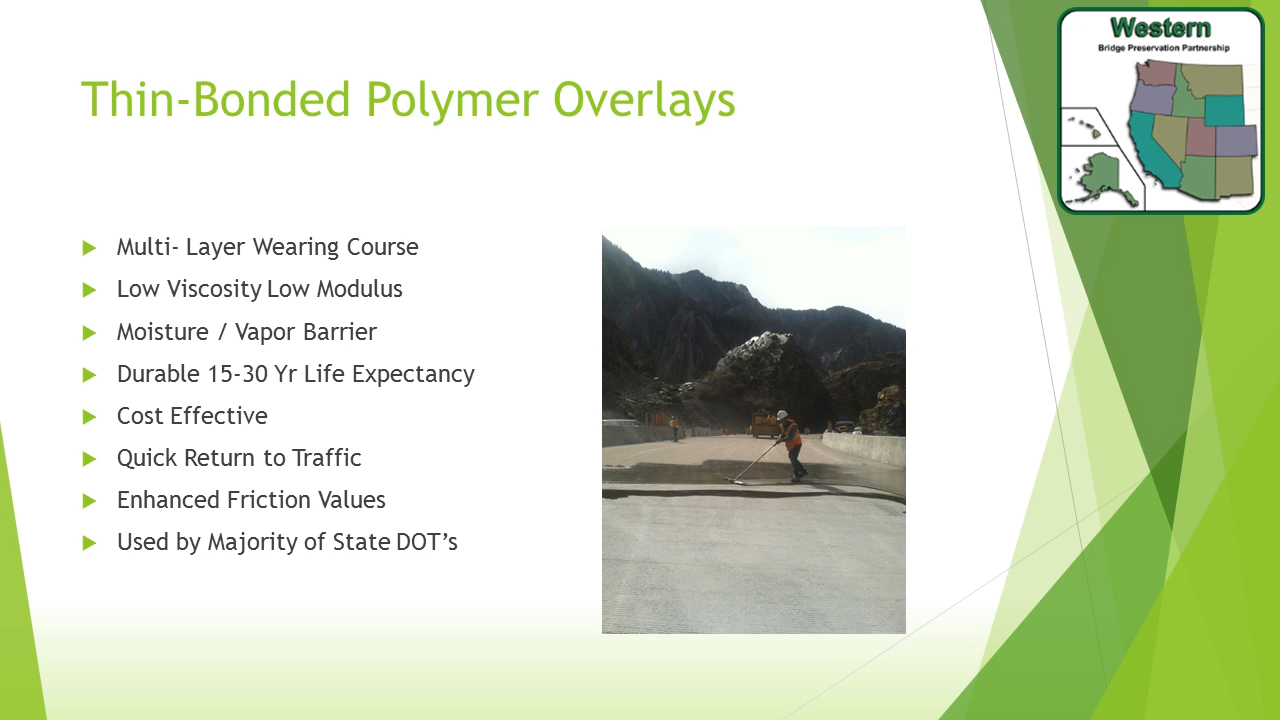 Thin-Bonded Polymer Overlays
Western
Bridge Preservation Partnership
Multi- Layer Wearing Course
Low Viscosity Low Modulus
Moisture / Vapor Barrier
Durable 15-30 Yr Life Expectancy
Cost Effective
Quick Return to Traffic
Enhanced Friction Values
Used by Majority of State DOT’s